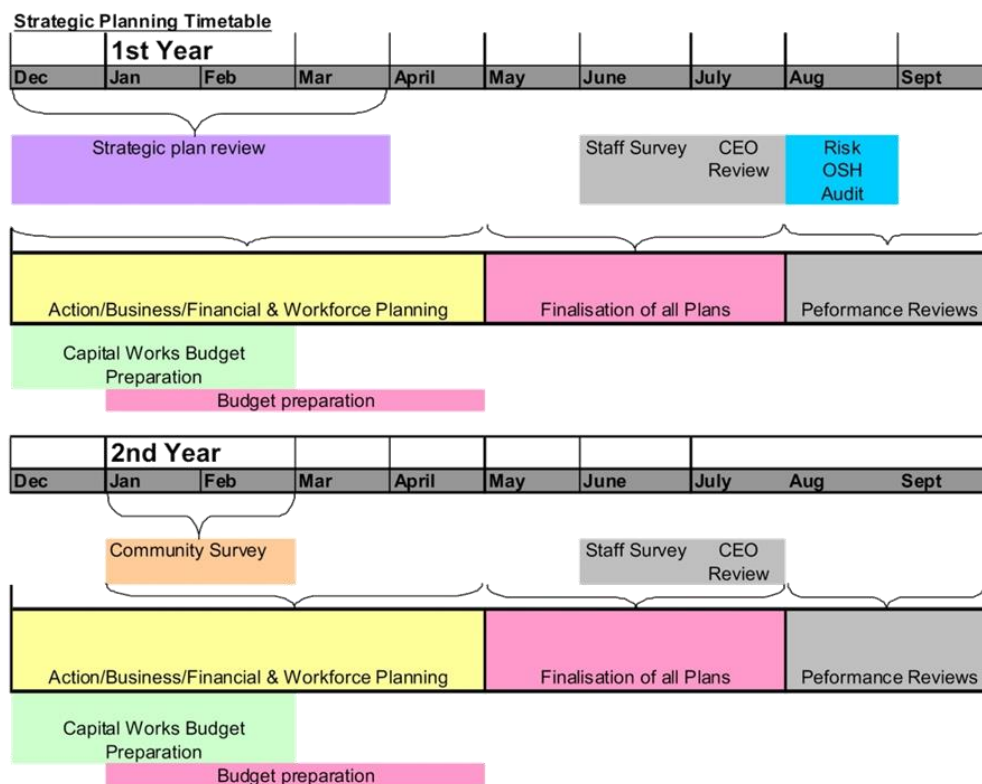 Strategic Planning Timetable
1st Year
Dec Jan Feb Mar April May June July Aug Sept
Strategic plan review
Staff Survey CEO Risk
Review OSH
Audit
Action/Business/Financial & Workforce Planning Finalisation of all Plans Peformance Reviews
Capital Works Budget
Preparation
Budget preparation
2nd Year
Dec Jan Feb Mar April May June July Aug Sept
Community Survey Staff Survey CEO
Review
Action/Business/Financial & Workforce Planning Finalisation of all Plans Peformance Reviews
Capital Works Budget
Preparation
Budget preparation